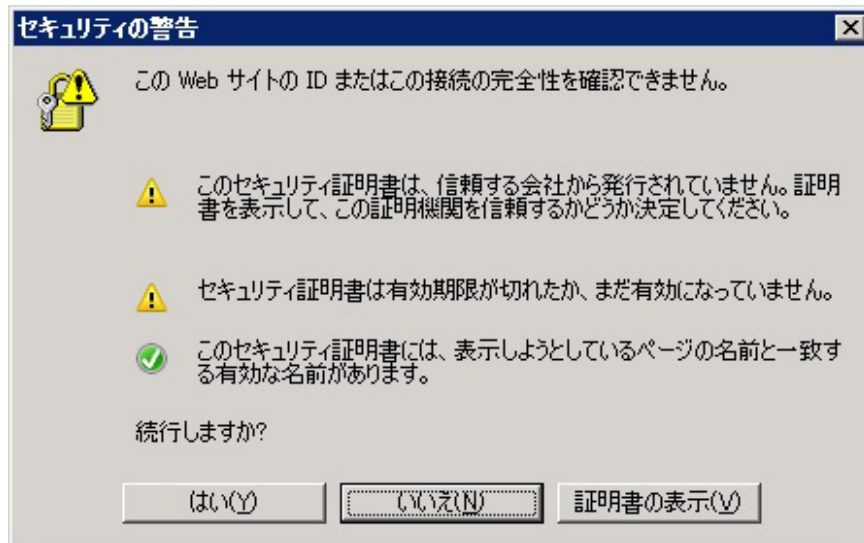 セキュリティの警告
この Web サイトの ID またはこの接続の完全性を確認できません。
このセキュリティ証明書は、信頼する会社から発行されていません。証明
書を表示して、この証明機関を信頼するかどうか決定してください。
セキュリティ証明書は有効期限が切れたか、まだ有効になっていません。
このセキュリティ証明書には、表示しようとしているページの名前と一致す
る有効な名前があります。
続行しますか?
はい(Y) いいえ(N) 証明書の表示(V)